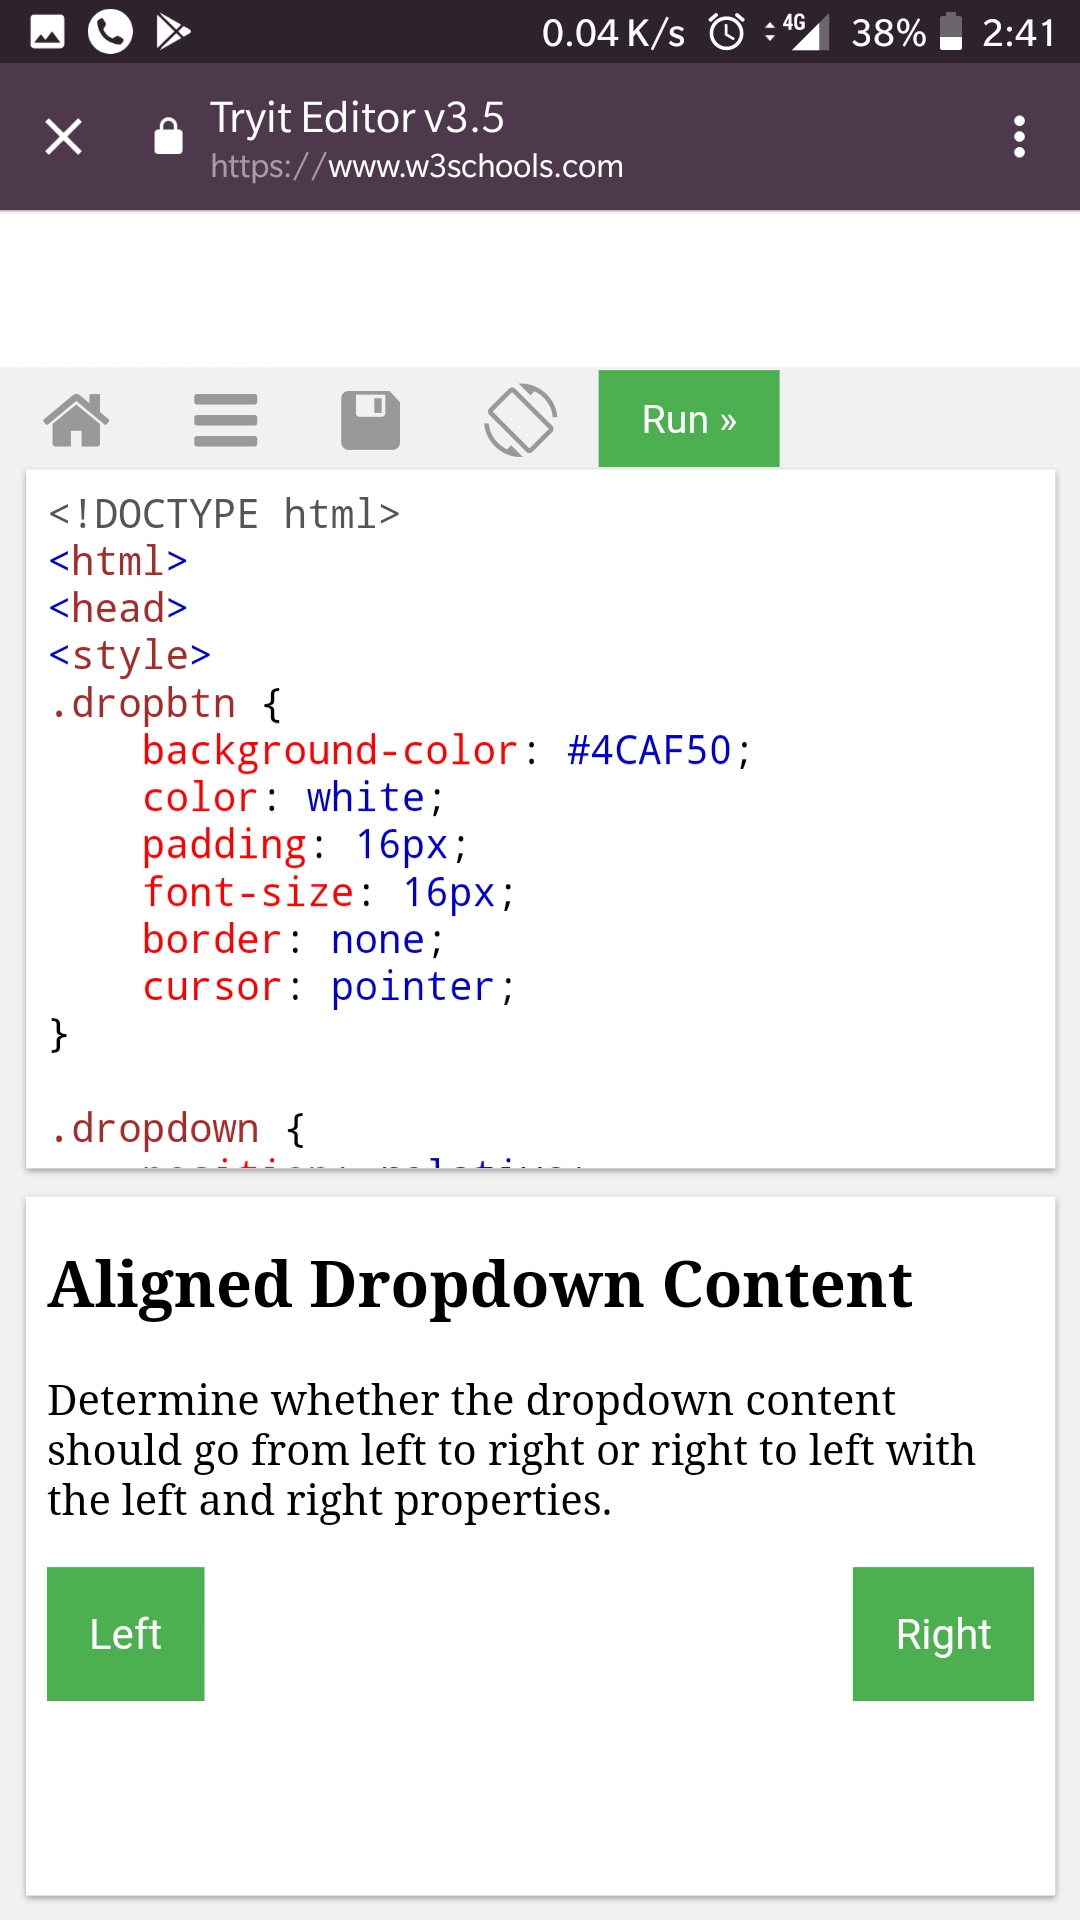 0.04 K/s 4G 38% 2:41
Tryit Editor v3.5
https://www.w3schools.com
Run »
<!DOCTYPE html>
<html>
<head>
<style>
.dropbtn {
    background-color: #4CAF50;
    color: white;
    padding: 16px;
    font-size: 16px;
    border: none;
    cursor: pointer;
}
.dropdown {
    position: relative;
Aligned Dropdown Content
Determine whether the dropdown content
should go from left to right or right to left with
the left and right properties.
Left Right